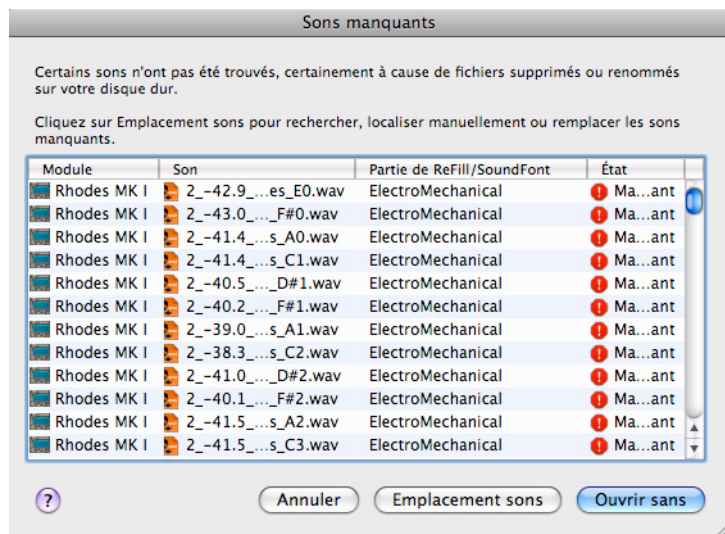 Sons manquants
Certains sons n'ont pas été trouvés, certainement à cause de fichiers supprimés ou renommés
sur votre disque dur.
Cliquez sur Emplacement sons pour rechercher, localiser manuellement ou remplacer les sons
manquants.
Module Son Partie de ReFill/SoundFont État
Rhodes MK I 2_-42.9_...es_E0.wav ElectroMechanical Ma...ant
Rhodes MK I 2_-43.0_..._F#0.wav ElectroMechanical Ma...ant
Rhodes MK I 2_-41.4_...s_A0.wav ElectroMechanical Ma...ant
Rhodes MK I 2_-41.4_...s_C1.wav ElectroMechanical Ma...ant
Rhodes MK I 2_-40.5_..._D#1.wav ElectroMechanical Ma...ant
Rhodes MK I 2_-40.2_..._F#1.wav ElectroMechanical Ma...ant
Rhodes MK I 2_-39.0_...s_A1.wav ElectroMechanical Ma...ant
Rhodes MK I 2_-38.3_...s_C2.wav ElectroMechanical Ma...ant
Rhodes MK I 2_-41.0_..._D#2.wav ElectroMechanical Ma...ant
Rhodes MK I 2_-40.1_..._F#2.wav ElectroMechanical Ma...ant
Rhodes MK I 2_-41.5_...s_A2.wav ElectroMechanical Ma...ant
Rhodes MK I 2_-41.5_...s_C3.wav ElectroMechanical Ma...ant
? Annuler Emplacement sons Ouvrir sans